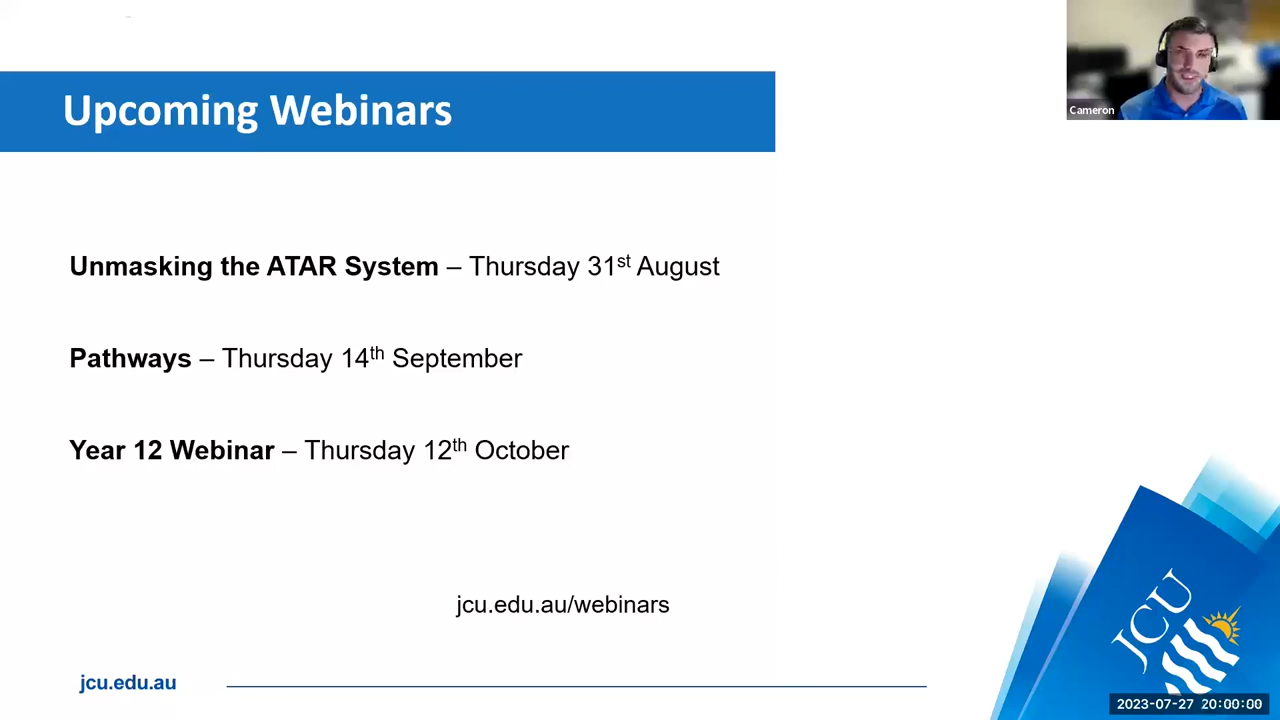 Upcoming Webinars
Cameron
Unmasking the ATAR System – Thursday 31st August
Pathways – Thursday 14th September
Year 12 Webinar – Thursday 12th October
jcu.edu.au/webinars
JCU
jcu.edu.au
2023-07-27 20:00:00